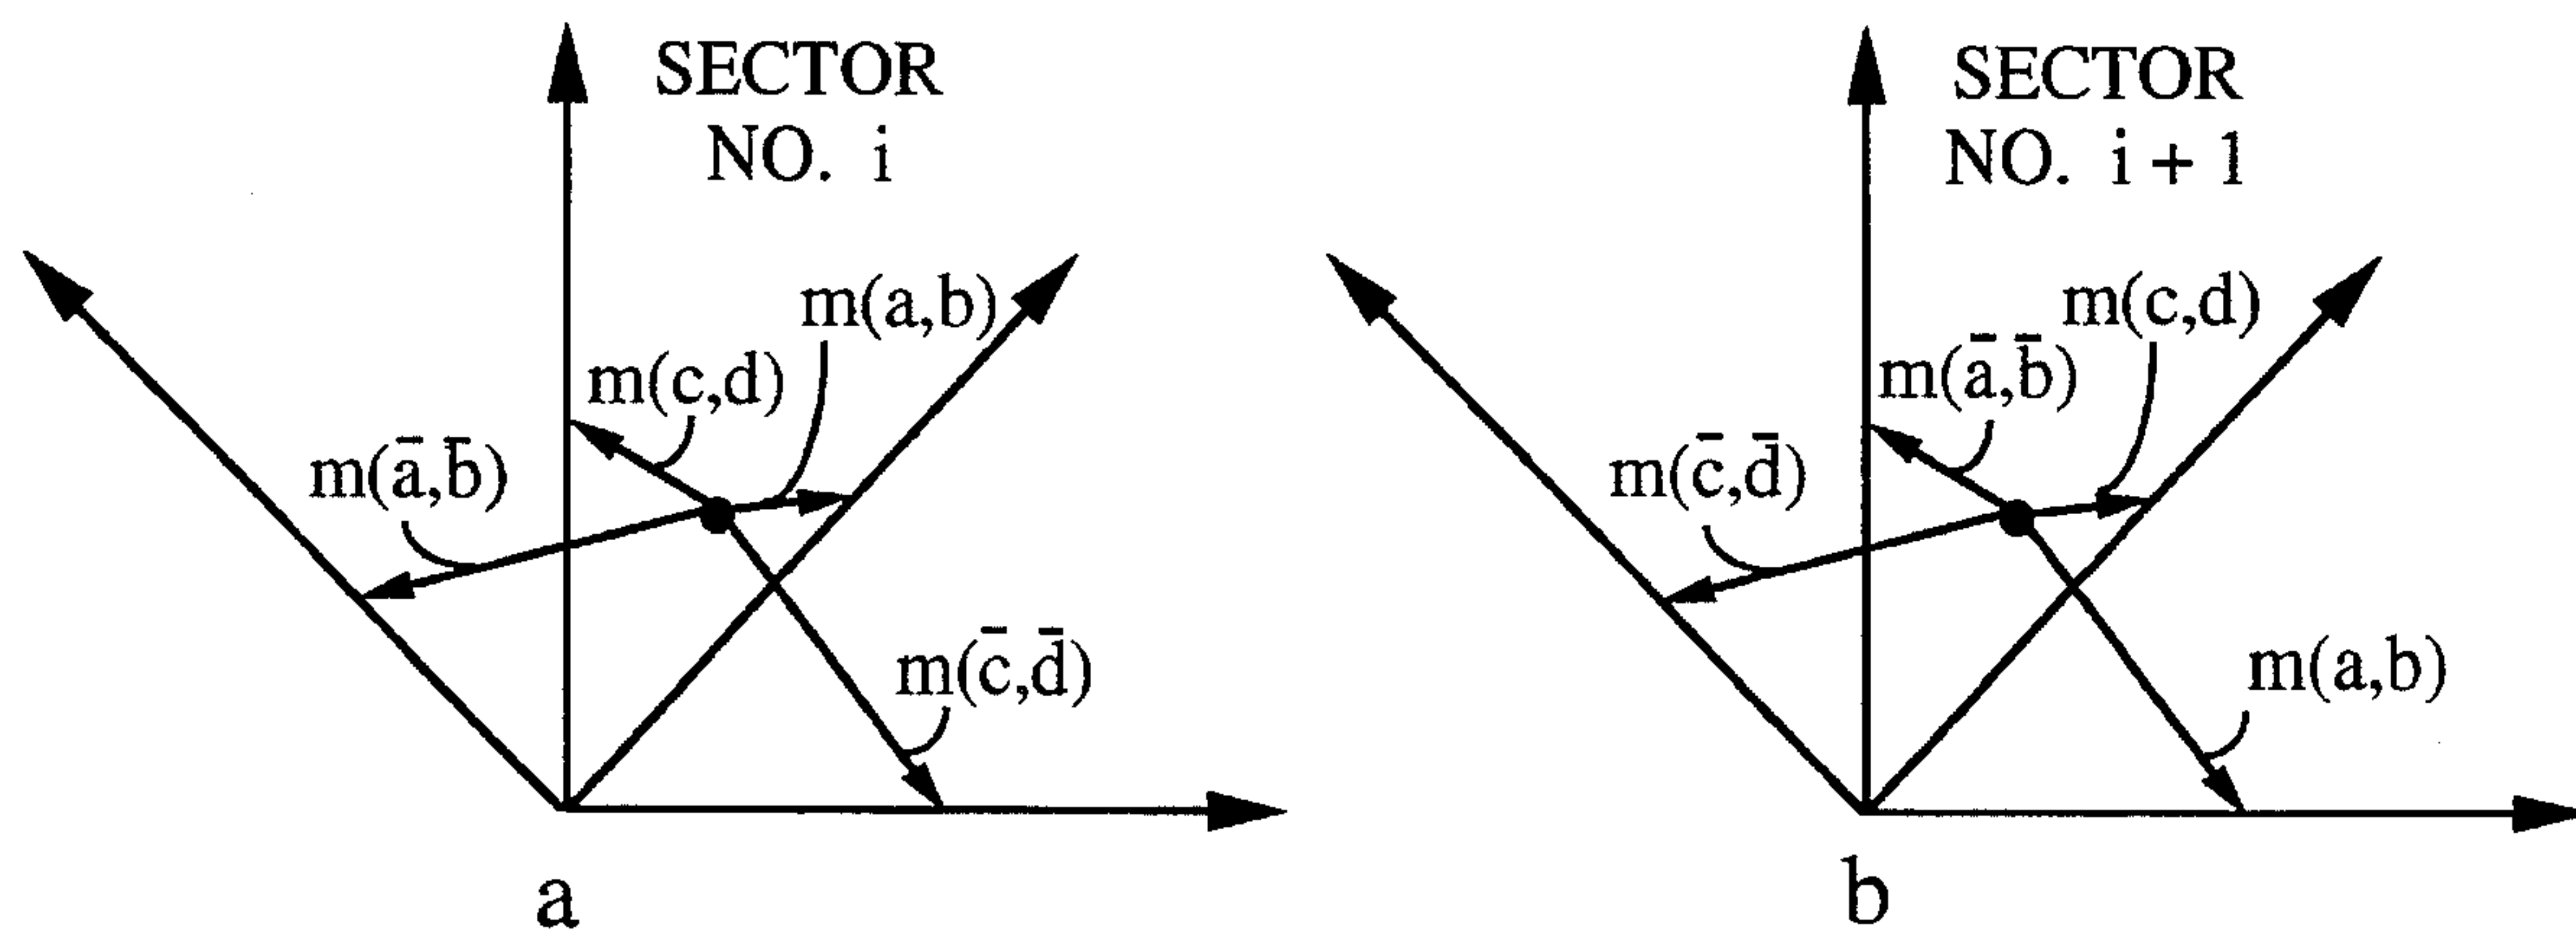 SECTOR
NO. i
m(a,b)
m(c,d)
m(ā,b̄)
m(c̄,d̄)
a
SECTOR
NO. i + 1
m(c,d)
m(ā,b̄)
m(c̄,d̄)
m(a,b)
b